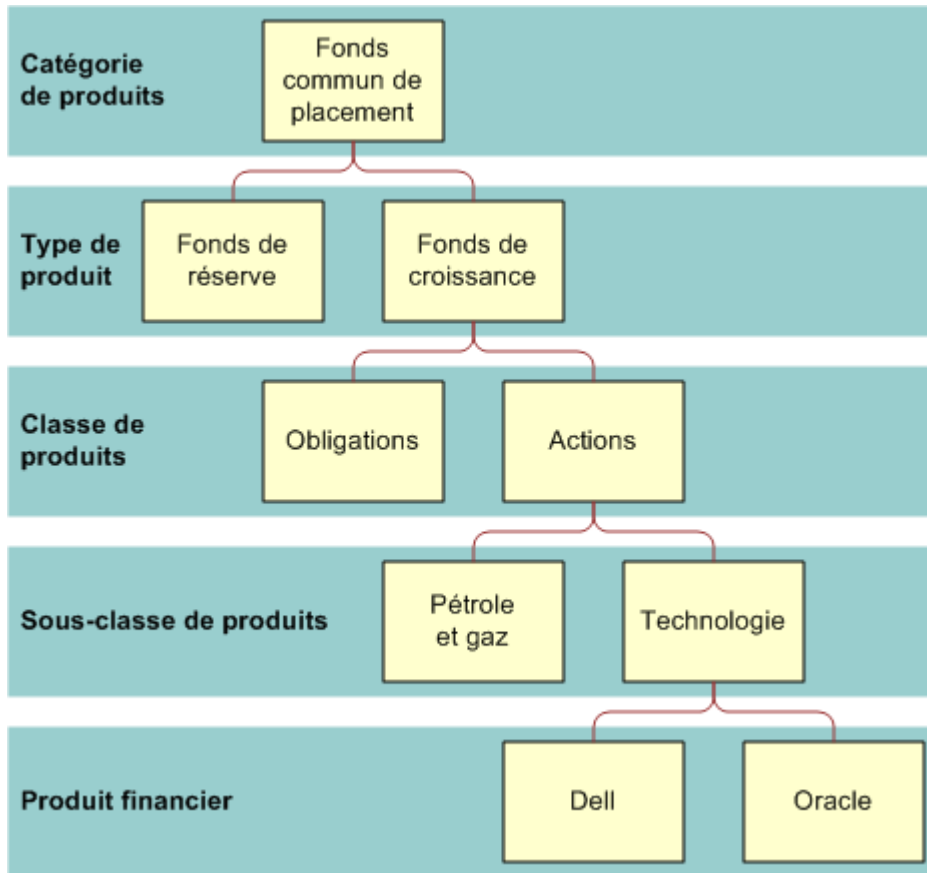 Catégorie
de produits
Fonds
commun de
placement
Type de
produit
Fonds de
réserve
Fonds de
croissance
Classe de
produits
Obligations
Actions
Sous-classe de produits
Pétrole
et gaz
Technologie
Produit financier
Dell
Oracle